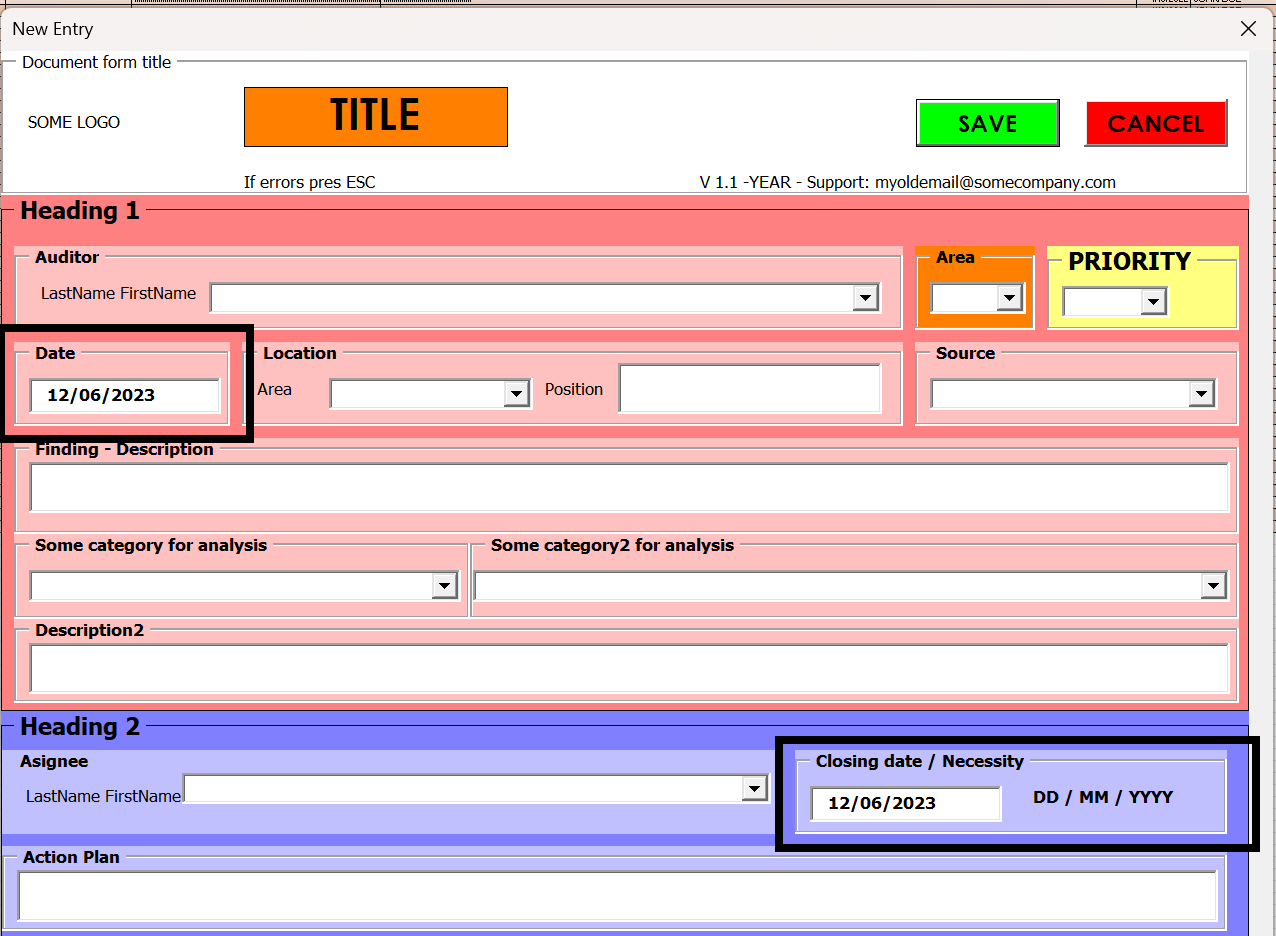 New Entry
Document form title
SOME LOGO
TITLE
SAVE
CANCEL
If errors pres ESC
V 1.1 -YEAR - Support: myoldemail@somecompany.com
Heading 1
Auditor
Area
PRIORITY
LastName FirstName
Date
Location
Source
12/06/2023
Area
Position
Finding - Description
Some category for analysis
Some category2 for analysis
Description2
Heading 2
Asignee
Closing date / Necessity
LastName FirstName
12/06/2023
DD / MM / YYYY
Action Plan